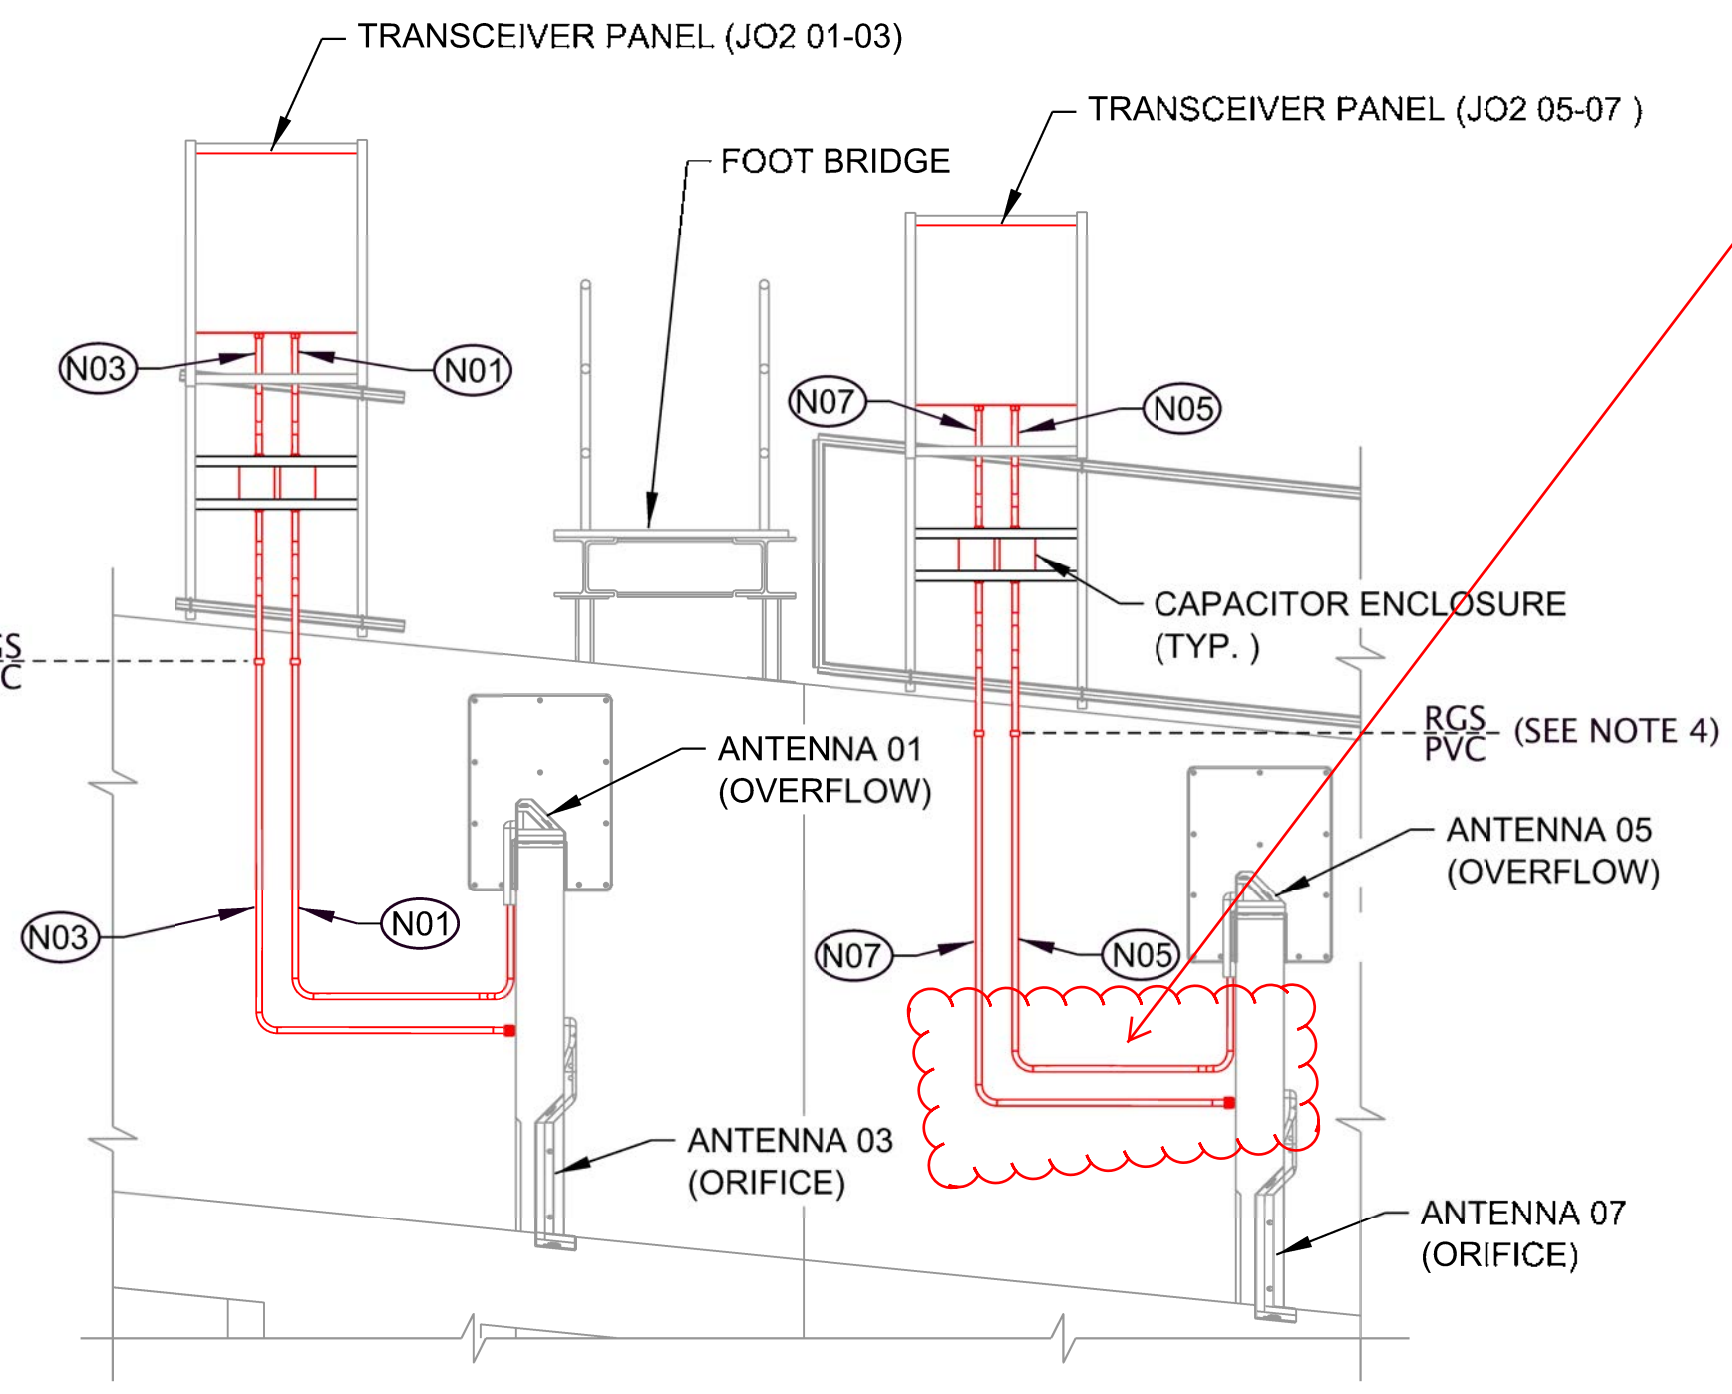 TRANSCEIVER PANEL (JO2 01-03)
TRANSCEIVER PANEL (JO2 05-07 )
FOOT BRIDGE
N03
N01
N07
N05
CAPACITOR ENCLOSURE
(TYP. )
GS
C
RGS
PVC
(SEE NOTE 4)
ANTENNA 01
(OVERFLOW)
ANTENNA 05
(OVERFLOW)
N03
N01
N07
N05
ANTENNA 03
(ORIFICE)
ANTENNA 07
(ORIFICE)